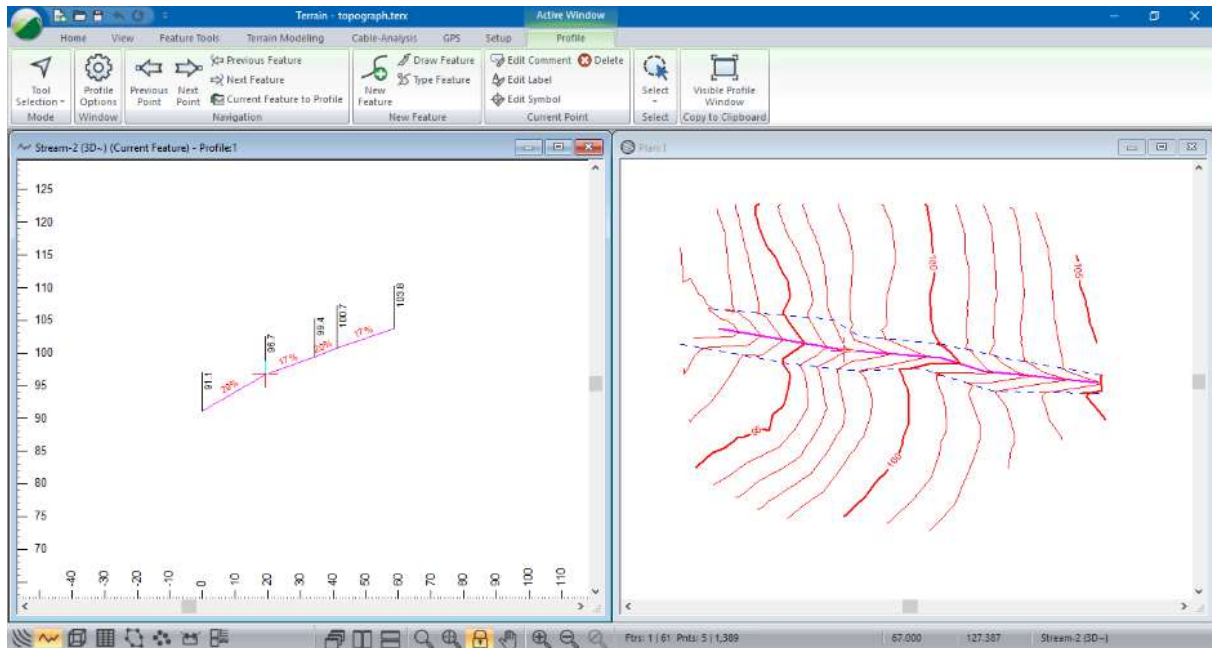 Terrain - topograph.terx
Active Window
Home View Feature Tools Terrain Modeling Cable-Analysis GPS Setup Profile
Tool Selection
Mode
Profile Options
Window
Previous Point
Next Point
Previous Feature
Next Feature
Current Feature to Profile
Navigation
New Feature
Draw Feature
Type Feature
New Feature
Edit Comment
Delete
Edit Label
Edit Symbol
Current Point
Select
Select
Visible Profile Window
Copy to Clipboard
Stream-2 (3D~) (Current Feature) - Profile:1
125
120
115
110
105
100
95
90
85
80
75
70
91.1
20%
96.7
17%
99.4
20%
100.7
17%
103.8
-40 -30 -20 -10 0 10 20 30 40 50 60 70 80 90 100 110
Plan:1
100
105
95
100
Ftrs: 1 | 61 Pnts: 5 | 1,389
67.000
127.387
Stream-2 (3D~)